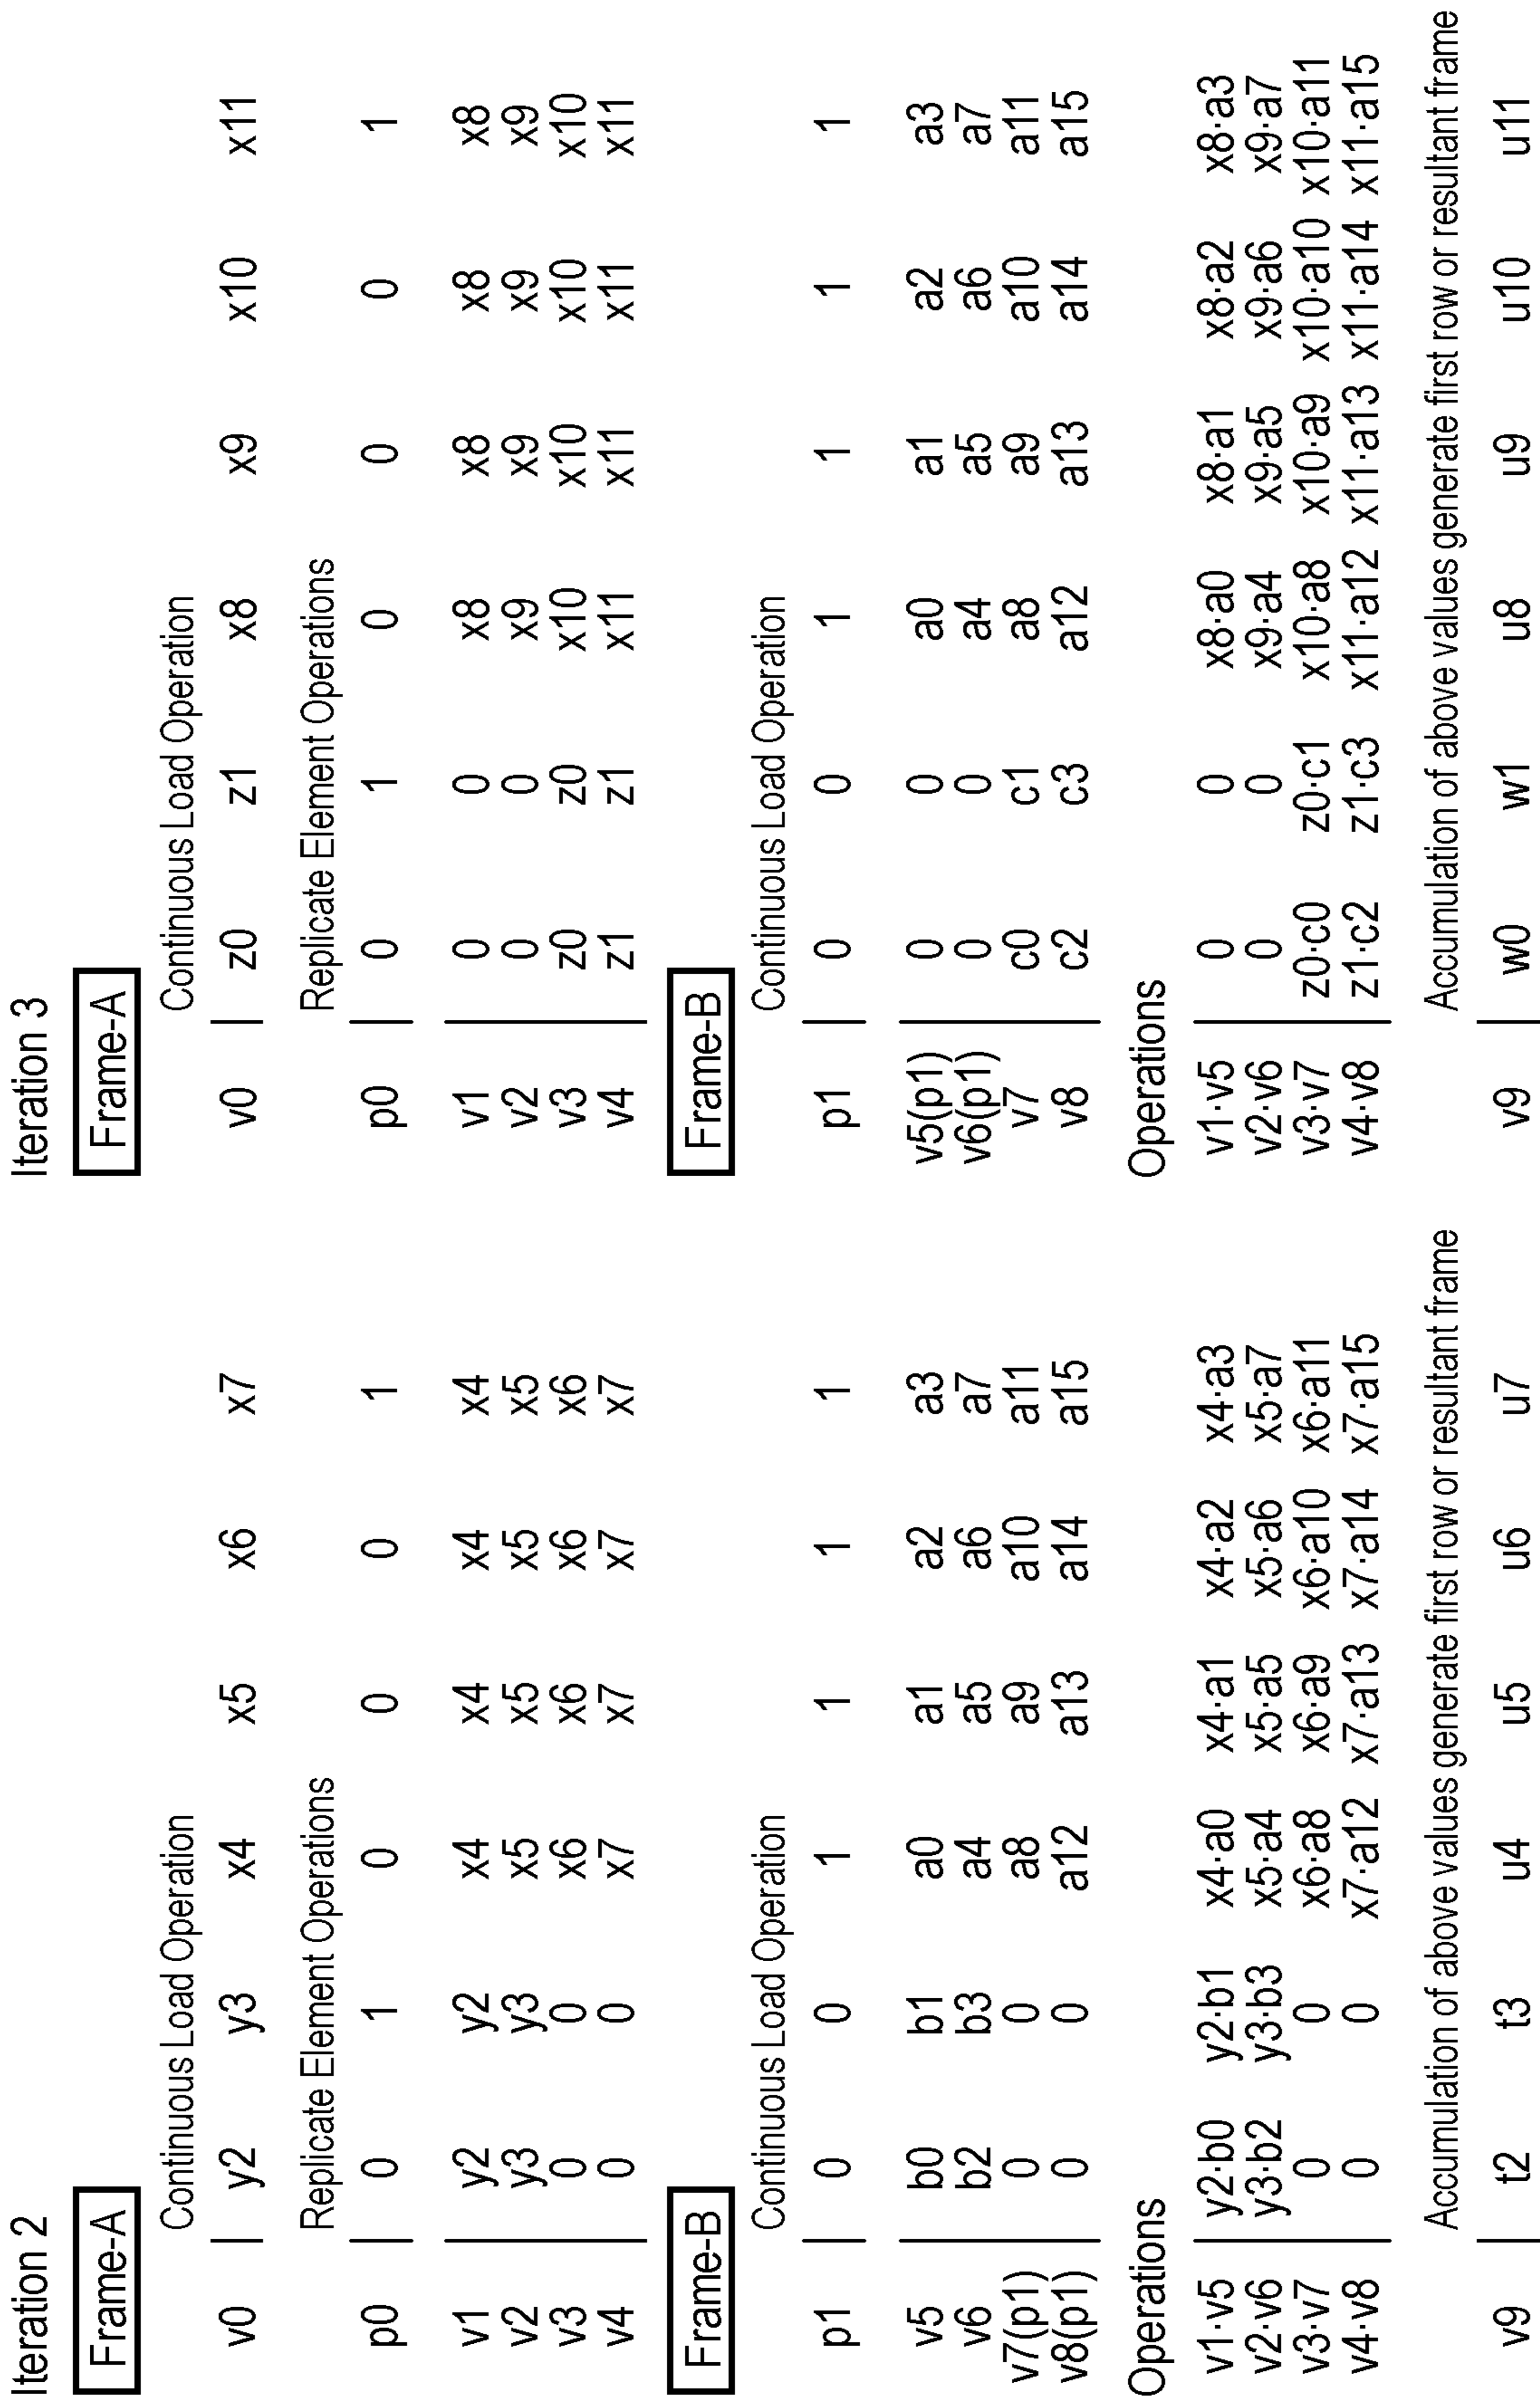 Iteration 2
Frame-A
Continuous Load Operation
v0 y2 y3 x4 x5 x6 x7
Replicate Element Operations
p0 0 1 0 0 0 1
v1 y2 y2 x4 x4 x4 x4
v2 y3 y3 x5 x5 x5 x5
v3 0 0 x6 x6 x6 x6
v4 0 0 x7 x7 x7 x7
Frame-B
Continuous Load Operation
p1 0 0 1 1 1 1
v5 b0 b1 a0 a1 a2 a3
v6 b2 b3 a4 a5 a6 a7
v7(p1) 0 0 a8 a9 a10 a11
v8(p1) 0 0 a12 a13 a14 a15
Operations
v1·v5 y2·b0 y2·b1 x4·a0 x4·a1 x4·a2 x4·a3
v2·v6 y3·b2 y3·b3 x5·a4 x5·a5 x5·a6 x5·a7
v3·v7 0 0 x6·a8 x6·a9 x6·a10 x6·a11
v4·v8 0 0 x7·a12 x7·a13 x7·a14 x7·a15
Accumulation of above values generate first row or resultant frame
v9 t2 t3 u4 u5 u6 u7
Iteration 3
Frame-A
Continuous Load Operation
v0 z0 z1 x8 x9 x10 x11
Replicate Element Operations
p0 0 1 0 0 0 1
v1 0 0 x8 x8 x8 x8
v2 0 0 x9 x9 x9 x9
v3 z0 z0 x10 x10 x10 x10
v4 z1 z1 x11 x11 x11 x11
Frame-B
Continuous Load Operation
p1 0 0 1 1 1 1
v5(p1) 0 0 a0 a1 a2 a3
v6(p1) 0 0 a4 a5 a6 a7
v7 c0 c1 a8 a9 a10 a11
v8 c2 c3 a12 a13 a14 a15
Operations
v1·v5 0 0 x8·a0 x8·a1 x8·a2 x8·a3
v2·v6 0 0 x9·a4 x9·a5 x9·a6 x9·a7
v3·v7 z0·c0 z0·c1 x10·a8 x10·a9 x10·a10 x10·a11
v4·v8 z1·c2 z1·c3 x11·a12 x11·a13 x11·a14 x11·a15
Accumulation of above values generate first row or resultant frame
v9 w0 w1 u8 u9 u10 u11